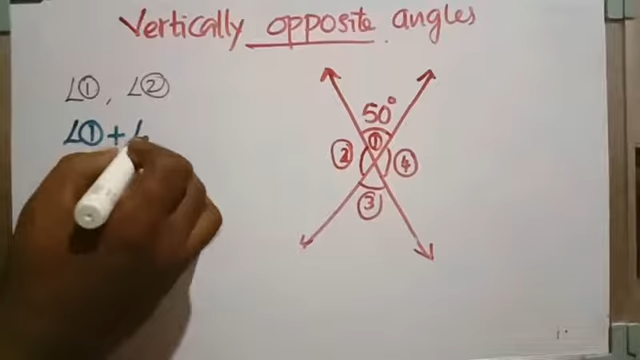 Vertically opposite angles
∠①, ∠②
∠① + ∠
50°
①
② ④
③